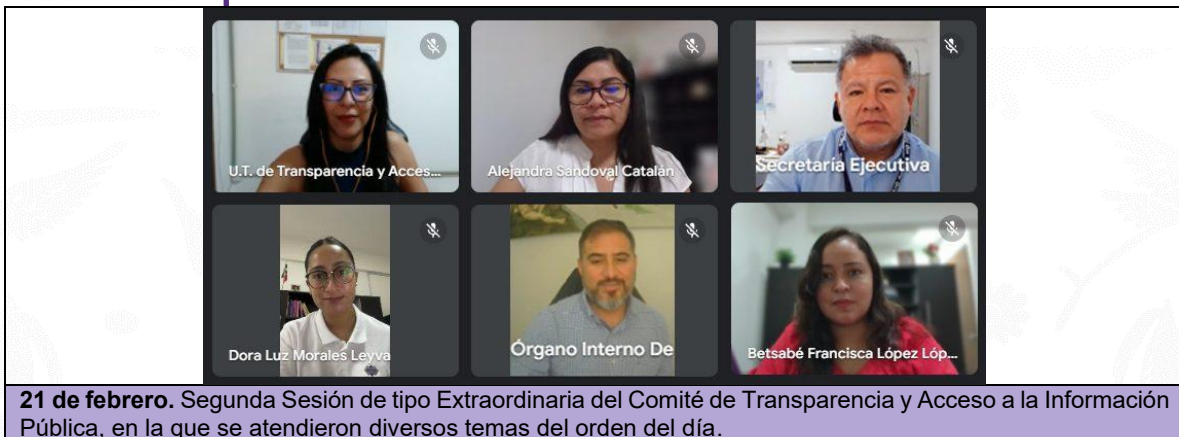 U.T. de Transparencia y Acces...
Alejandra Sandoval Catalán
Secretaría Ejecutiva
Dora Luz Morales Leyva
Órgano Interno De
Betsabé Francisca López Lóp...
21 de febrero. Segunda Sesión de tipo Extraordinaria del Comité de Transparencia y Acceso a la Información
Pública, en la que se atendieron diversos temas del orden del día.